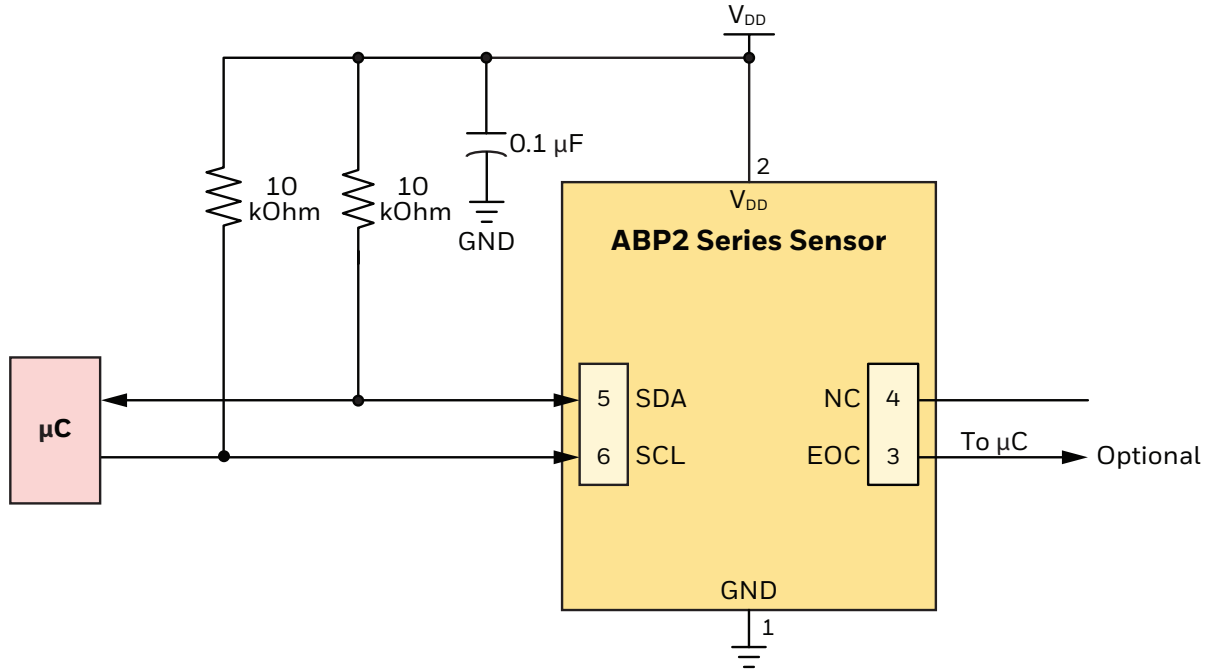 VDD
0.1 µF
10
kOhm
10
kOhm
GND
2
VDD
ABP2 Series Sensor
µC
5 SDA
6 SCL
NC 4
EOC 3
To µC
Optional
GND
1